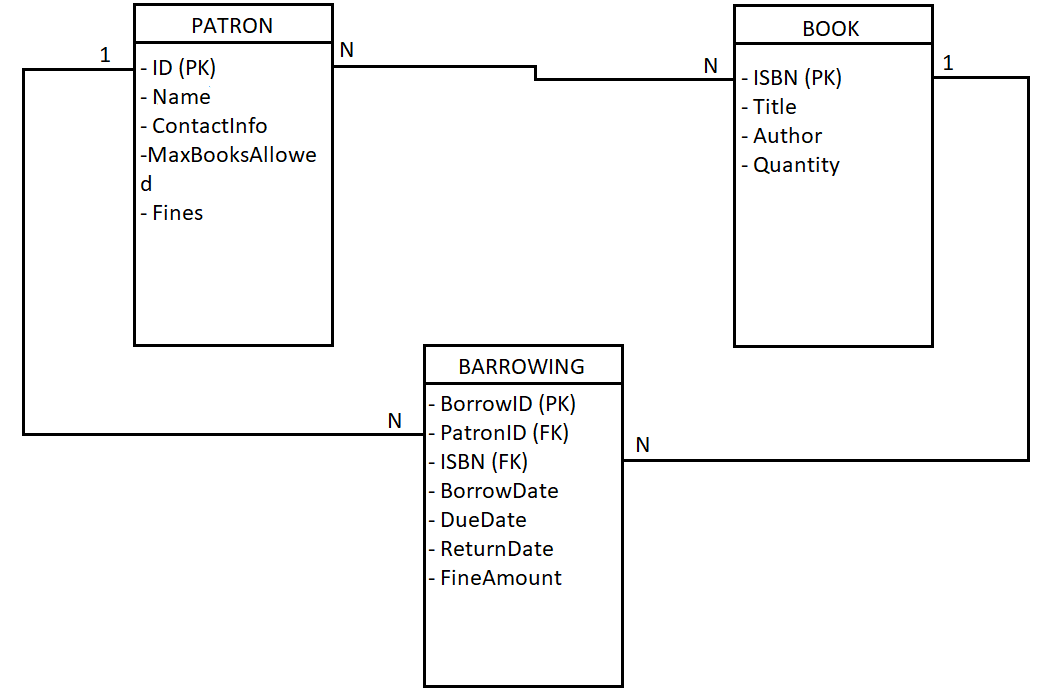 PATRON
1
N
- ID (PK)
- Name
- ContactInfo
-MaxBooksAllowe
d
- Fines
BOOK
N
1
- ISBN (PK)
- Title
- Author
- Quantity
BARROWING
N
N
- BorrowID (PK)
- PatronID (FK)
- ISBN (FK)
- BorrowDate
- DueDate
- ReturnDate
- FineAmount